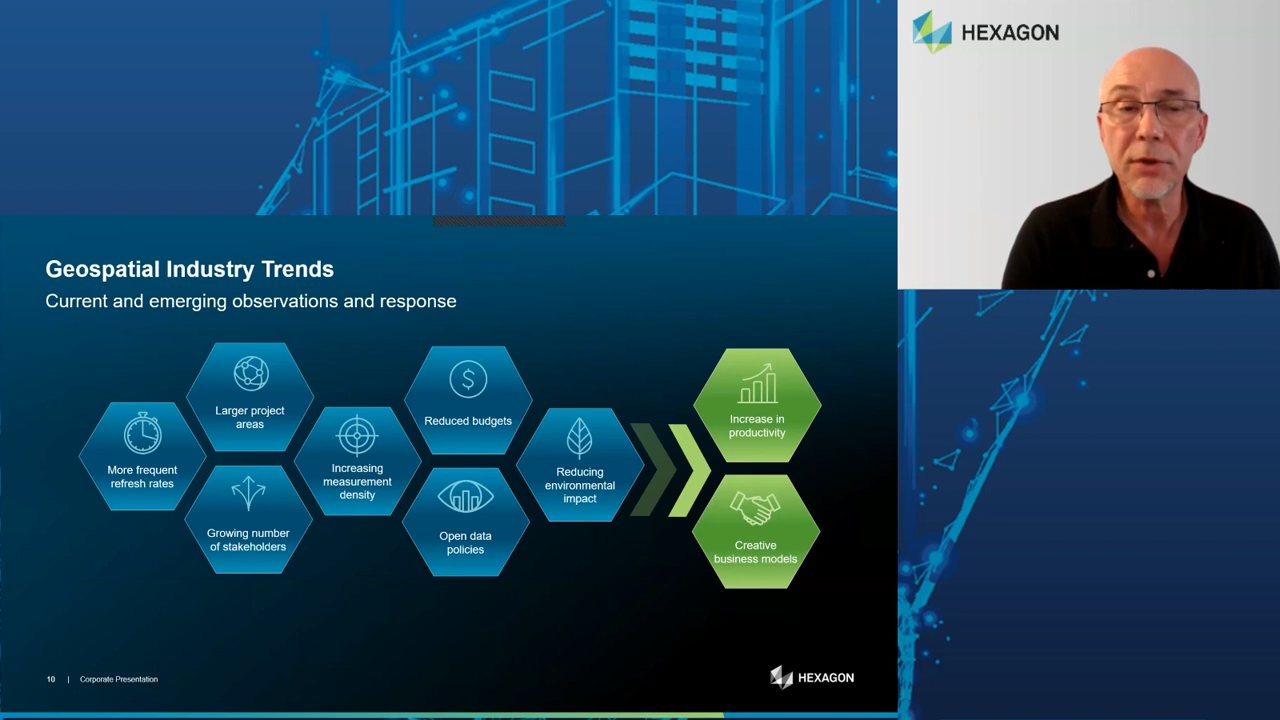 HEXAGON
Geospatial Industry Trends
Current and emerging observations and response
More frequent
refresh rates
Larger project
areas
Growing number
of stakeholders
Increasing
measurement
density
Reduced budgets
$
Open data
policies
Reducing
environmental
impact
Increase in
productivity
Creative
business models
10 | Corporate Presentation
HEXAGON